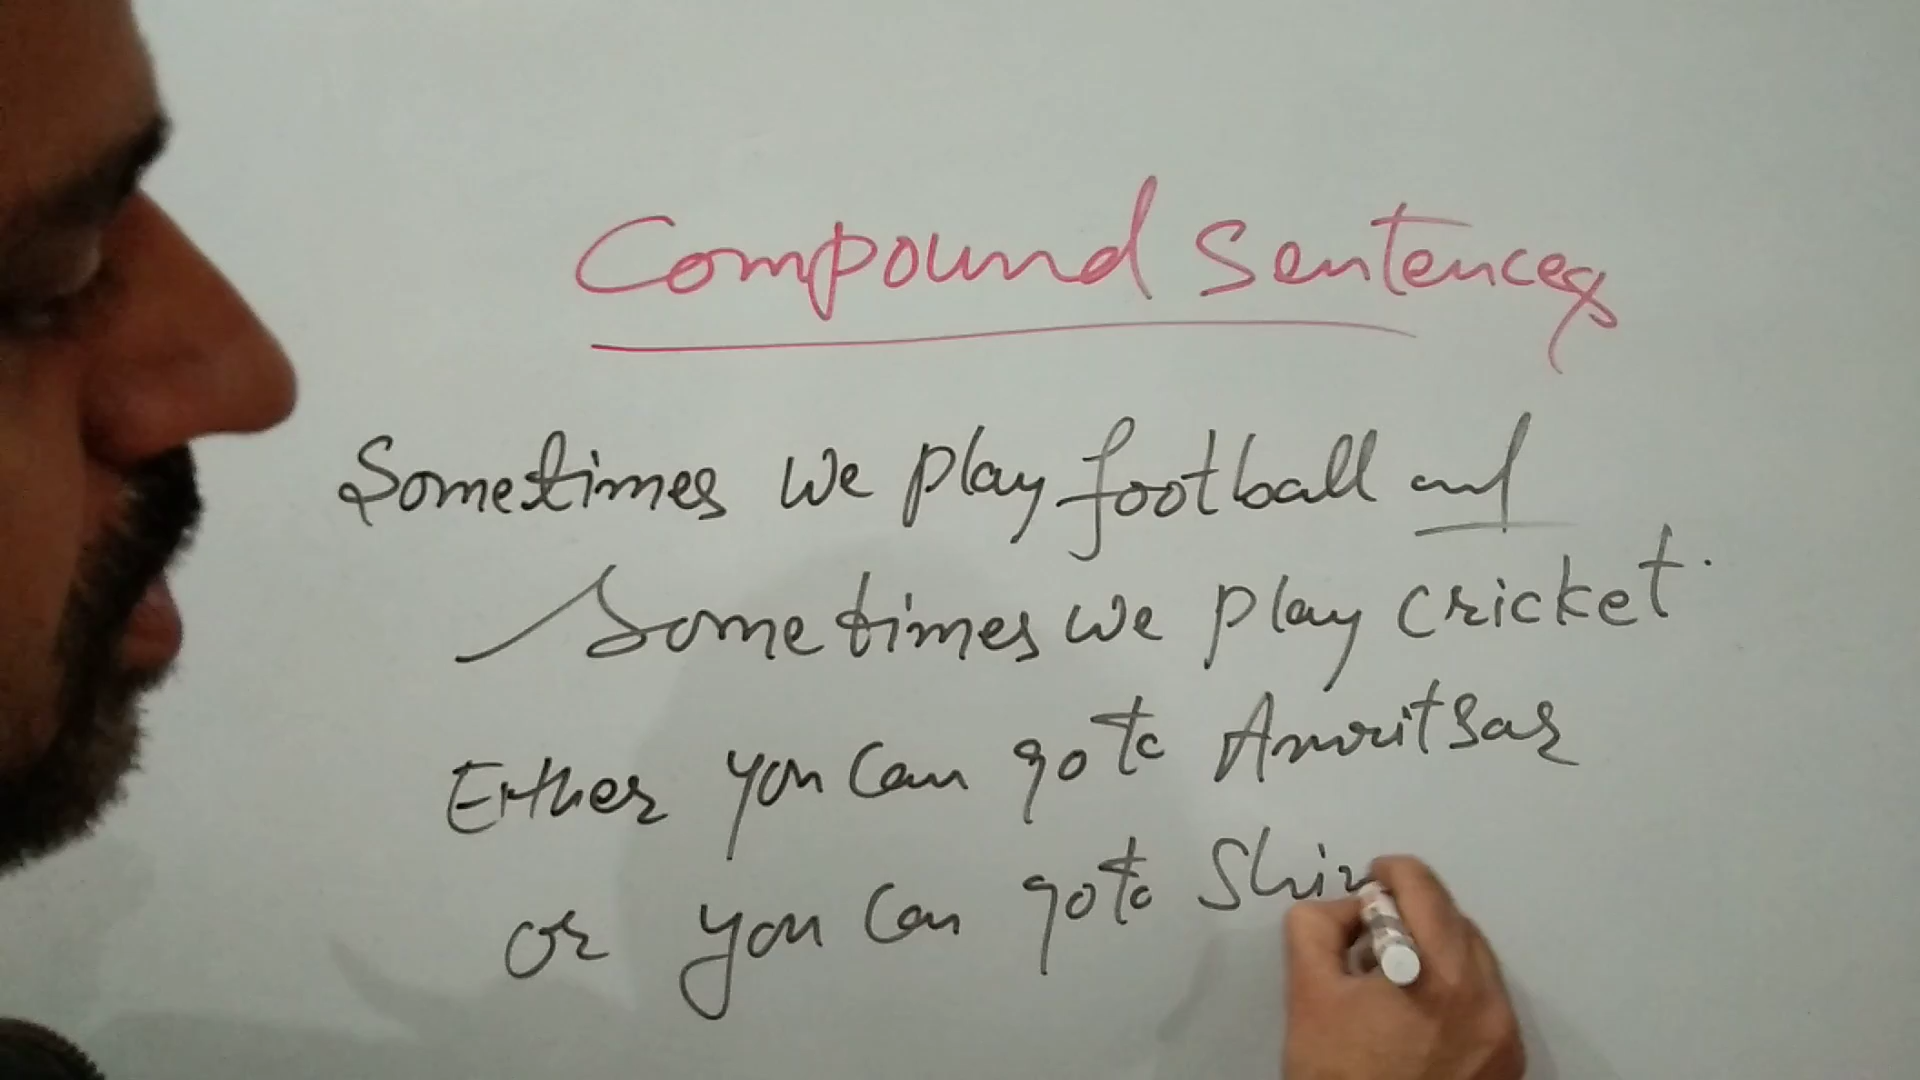 Compound Sentences
Sometimes we play football and
Sometimes we play cricket.
Either you can go to Amritsar
or you can go to